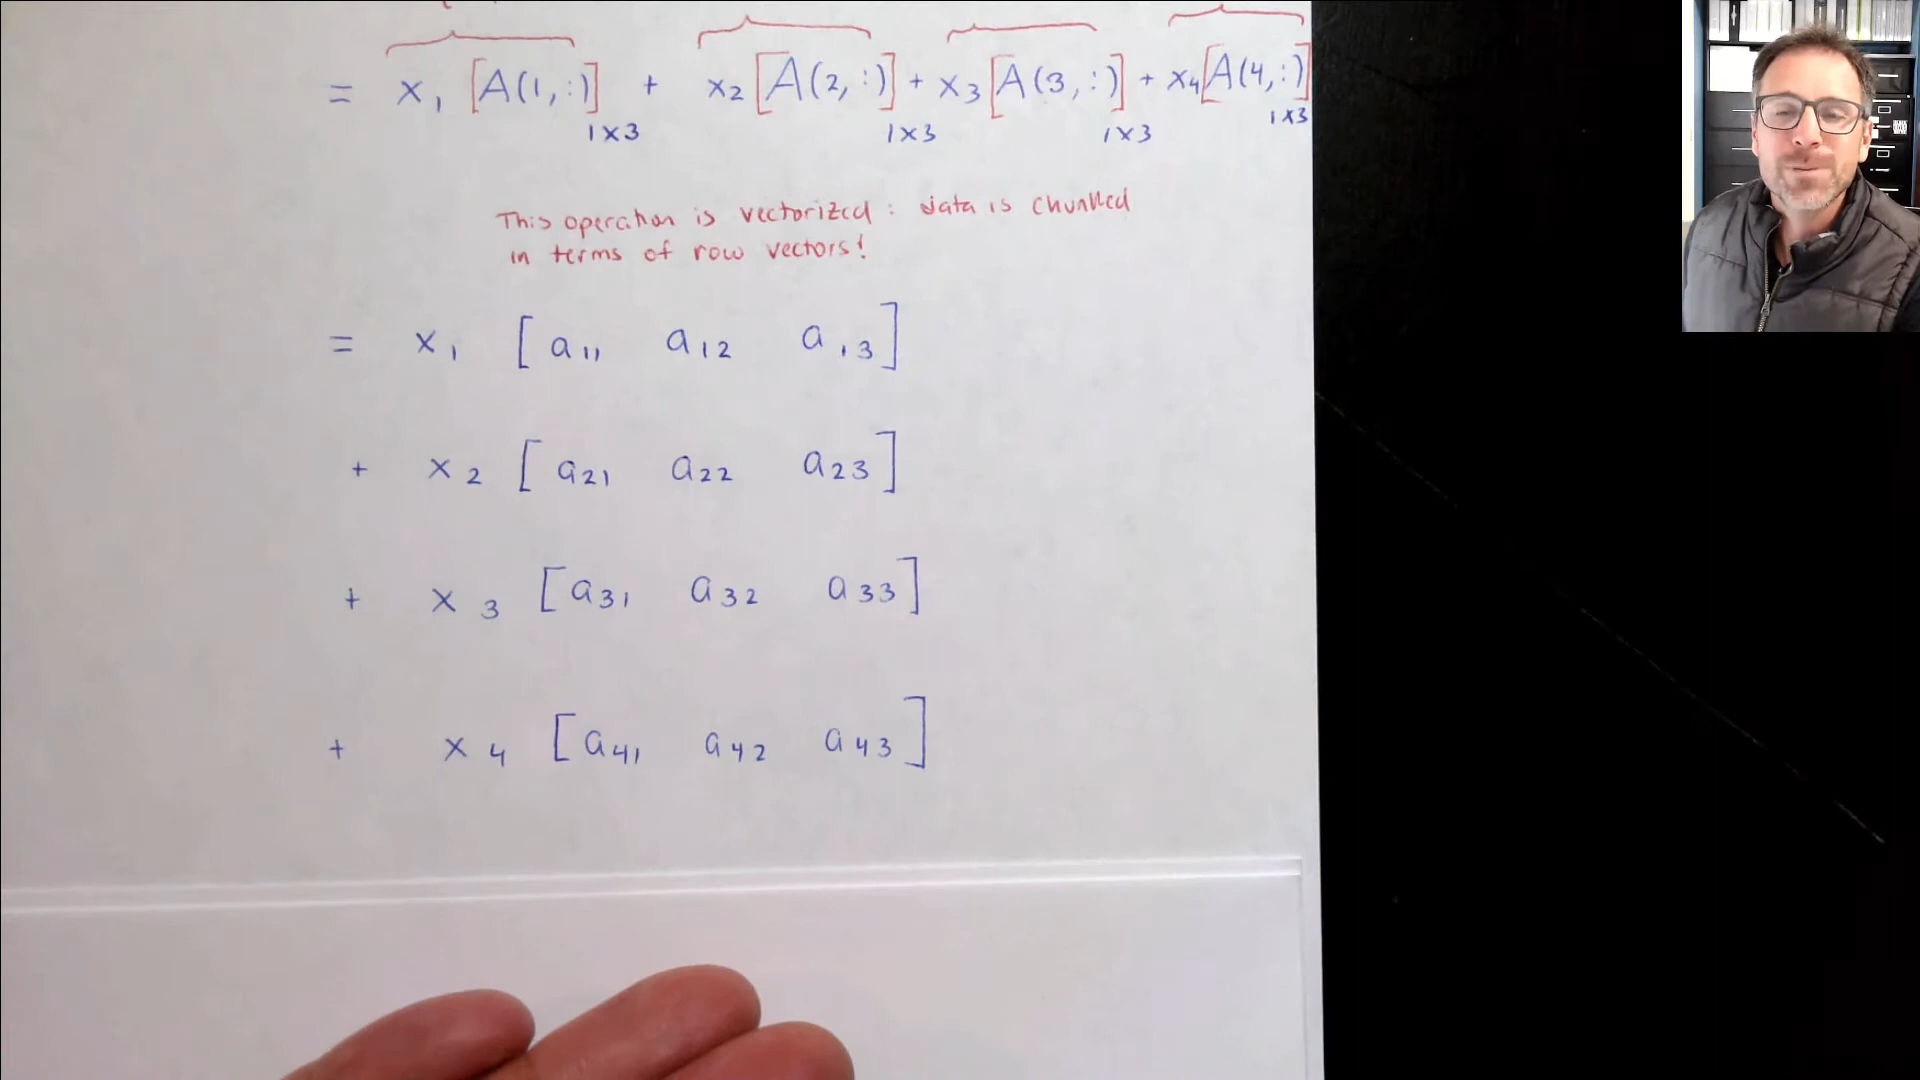 = x₁ [A(1,:)] + x₂ [A(2,:)] + x₃ [A(3,:)] + x₄ [A(4,:)]
1x3 1x3 1x3 1x3
This operation is vectorized : data is chunked
in terms of row vectors!
= x₁ [a₁₁ a₁₂ a₁₃]
+ x₂ [a₂₁ a₂₂ a₂₃]
+ x₃ [a₃₁ a₃₂ a₃₃]
+ x₄ [a₄₁ a₄₂ a₄₃]